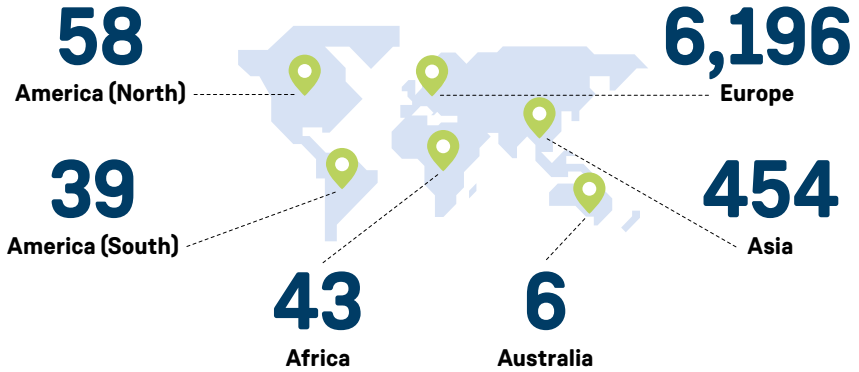 58
America (North)
6,196
Europe
39
America (South)
454
Asia
43
Africa
6
Australia